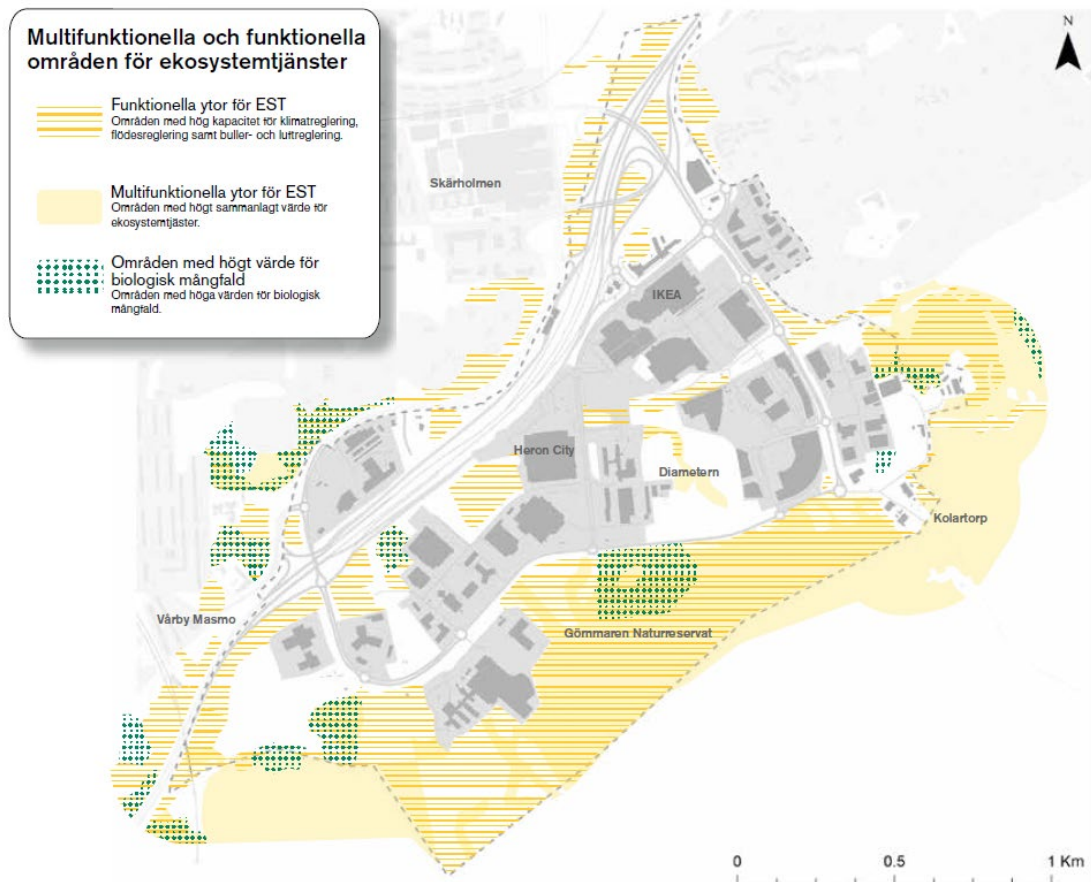 Multifunktionella och funktionella
områden för ekosystemtjänster
Funktionella ytor för EST
Områden med hög kapacitet för klimatreglering,
flödesreglering samt buller- och luftreglering.
Multifunktionella ytor för EST
Områden med högt sammanlagt värde för
ekosystemtjäster.
Områden med högt värde för
biologisk mångfald
Områden med höga värden för biologisk
mångfald.
N
Skärholmen
IKEA
Heron City
Diametern
Kolartorp
Vårby Masmo
Gömmaren Naturreservat
0 0.5 1 Km